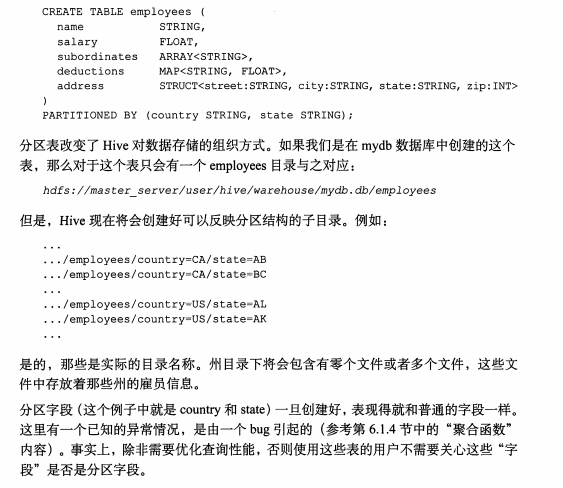 CREATE TABLE employees (
name STRING,
salary FLOAT,
subordinates ARRAY<STRING>,
deductions MAP<STRING, FLOAT>,
address STRUCT<street:STRING, city:STRING, state:STRING, zip:INT>
)
PARTITIONED BY (country STRING, state STRING);
分区表改变了 Hive 对数据存储的组织方式。如果我们是在 mydb 数据库中创建的这个
表，那么对于这个表只会有一个 employees 目录与之对应：
hdfs://master_server/user/hive/warehouse/mydb.db/employees
但是，Hive 现在将会创建好可以反映分区结构的子目录。例如：
...
.../employees/country=CA/state=AB
.../employees/country=CA/state=BC
...
.../employees/country=US/state=AL
.../employees/country=US/state=AK
...
是的，那些是实际的目录名称。州目录下将会包含有零个文件或者多个文件，这些文
件中存放着那些州的雇员信息。
分区字段（这个例子中就是 country 和 state）一旦创建好，表现得就和普通的字段一样。
这里有一个已知的异常情况，是由一个 bug 引起的（参考第 6.1.4 节中的“聚合函数”
内容）。事实上，除非需要优化查询性能，否则使用这些表的用户不需要关心这些“字
段”是否是分区字段。